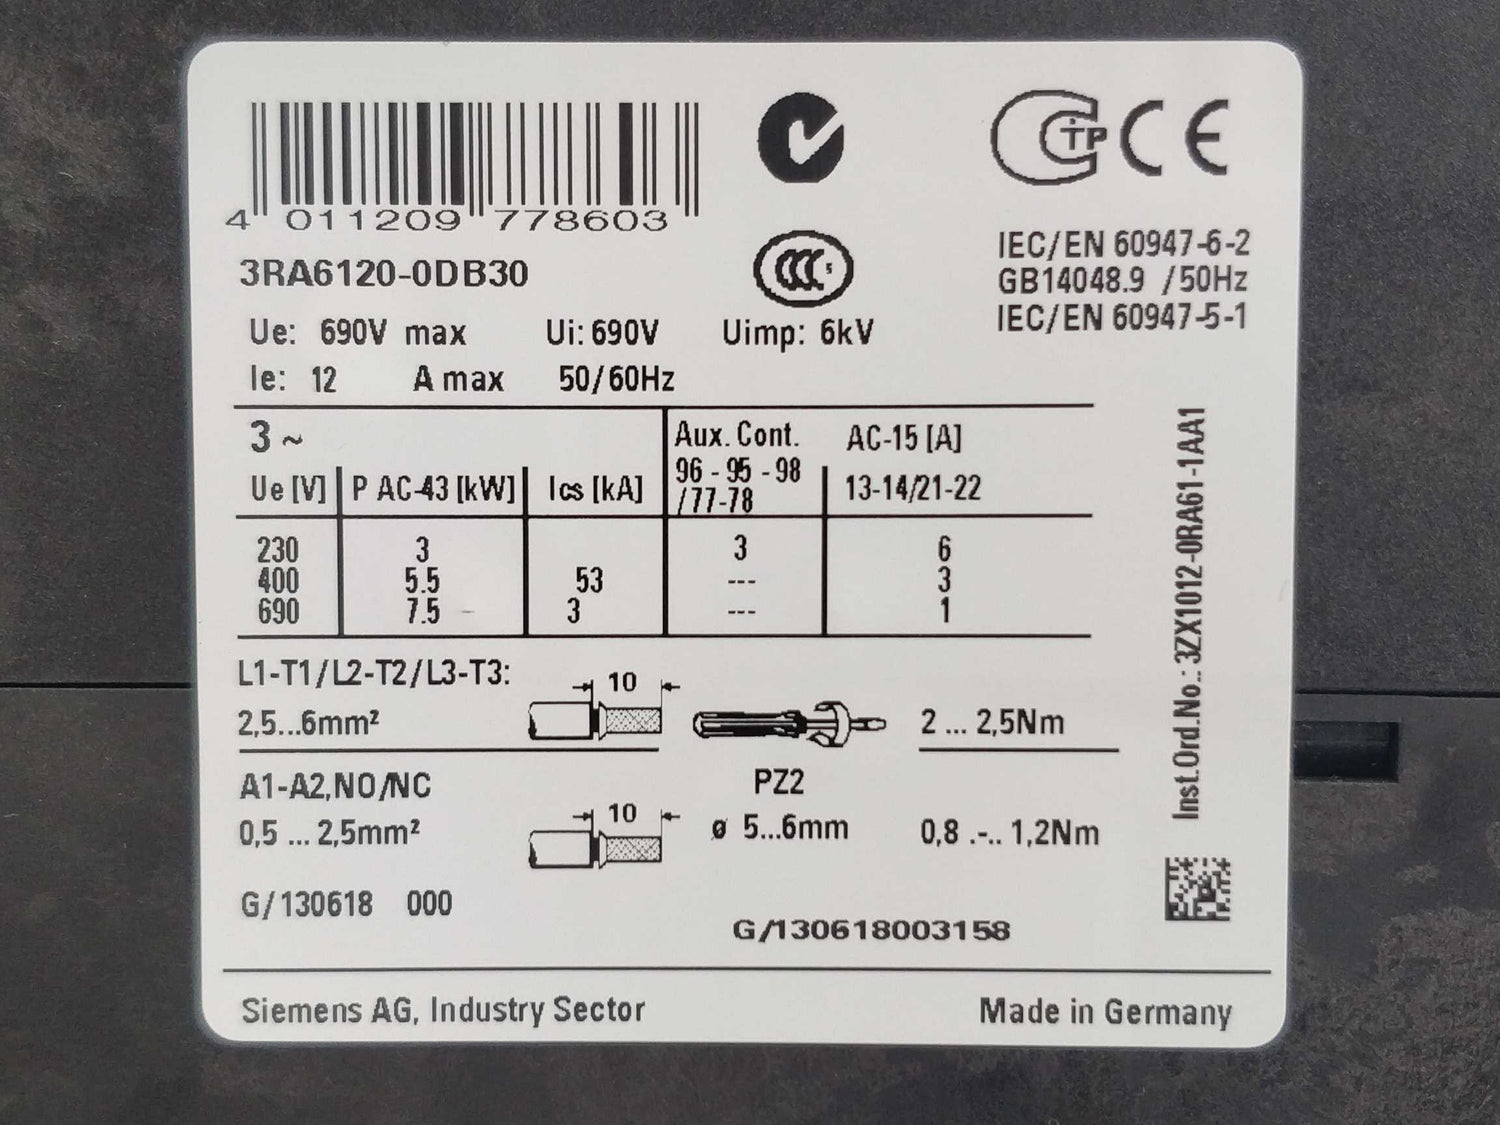 4 011209 778603
3RA6120-0DB30
CCC S
TP CE
IEC/EN 60947-6-2
GB14048.9 /50Hz
IEC/EN 60947-5-1
Ue: 690V max Ui: 690V Uimp: 6kV
Ie: 12 A max 50/60Hz
3 ~ Aux. Cont. AC-15 [A]
Ue [V] P AC-43 [kW] Ics [kA] 96 - 95 - 98 /77-78 13-14/21-22
230 3 3 6
400 5.5 53 --- 3
690 7.5 3 --- 1
L1-T1/L2-T2/L3-T3: 10
2,5...6mm² 2 ... 2,5Nm
A1-A2,NO/NC 10 PZ2
0,5 ... 2,5mm² ø 5...6mm 0,8 .-.. 1,2Nm
G/130618 000
G/130618003158
Inst.Ord.No.: 3ZX1012-0RA61-1AA1
Siemens AG, Industry Sector Made in Germany